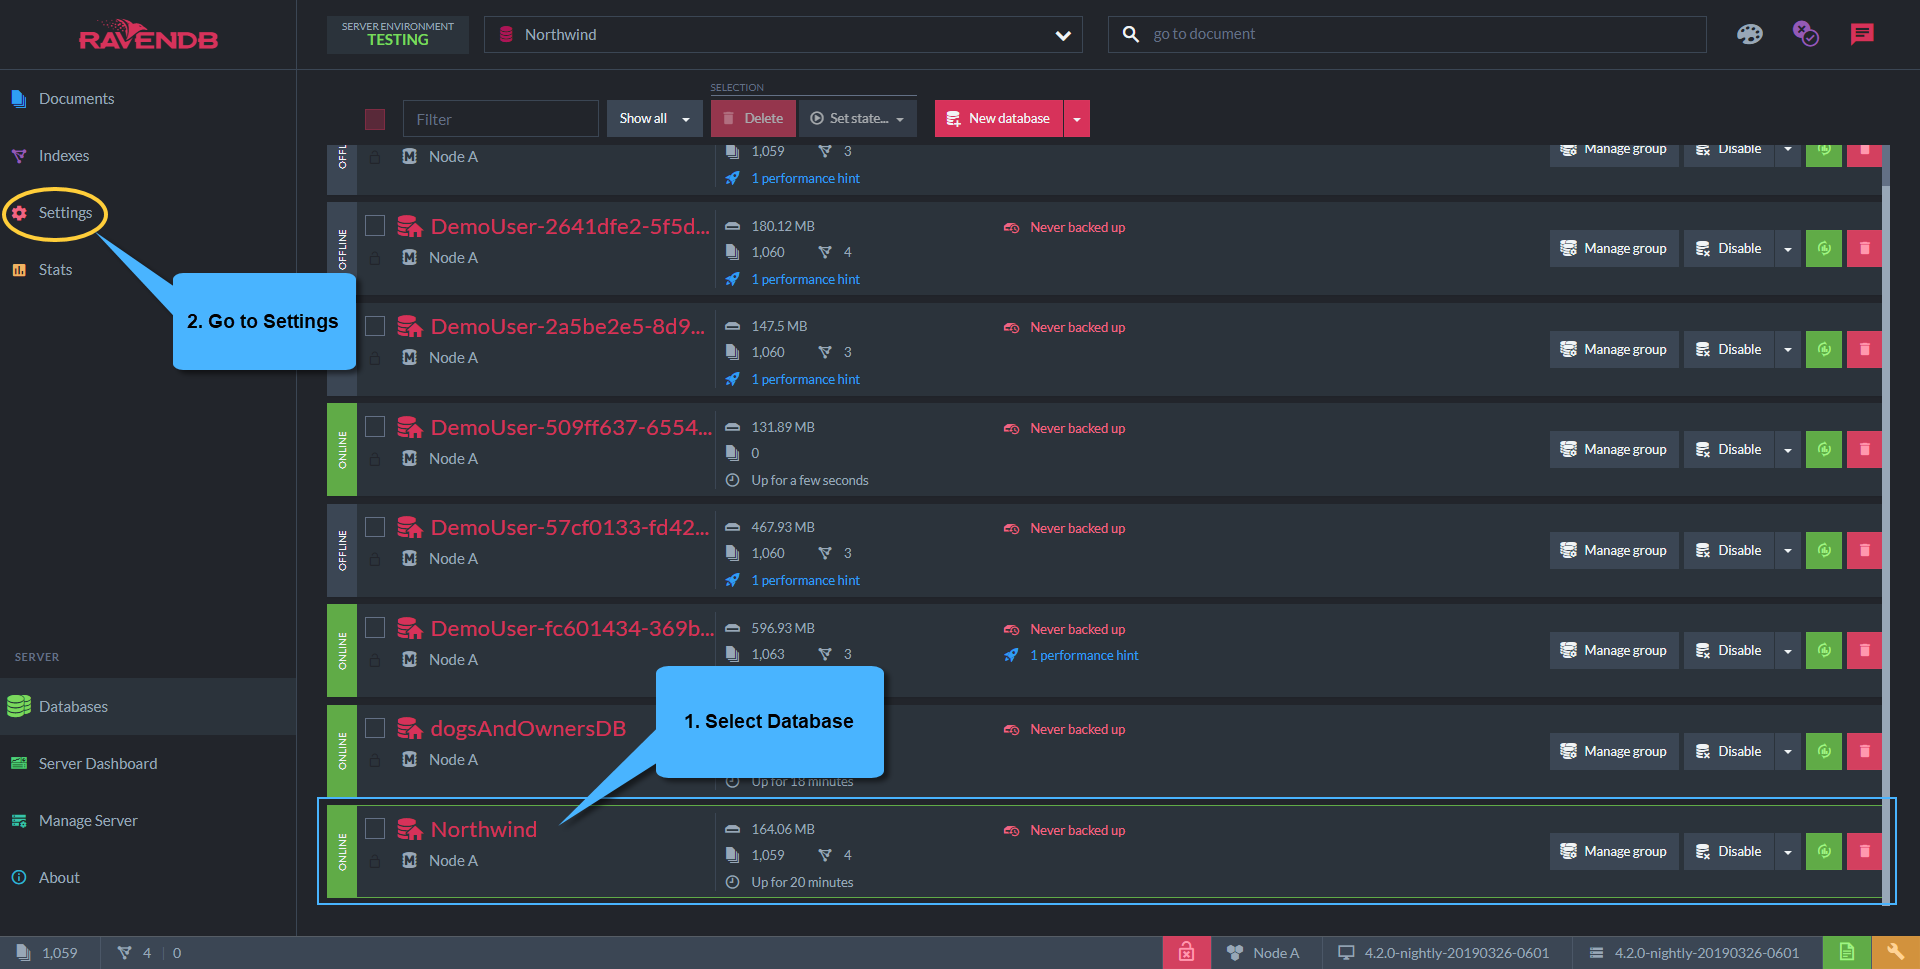 RAVENDB
SERVER ENVIRONMENT
TESTING
Northwind
go to document
Documents
Indexes
Settings
Stats
2. Go to Settings
SERVER
Databases
Server Dashboard
Manage Server
About
SELECTION
Filter
Show all
Delete
Set state...
New database
OFFL
Node A
1,059
3
1 performance hint
Manage group
Disable
OFFLINE
DemoUser-2641dfe2-5f5d...
Node A
180.12 MB
1,060
4
1 performance hint
Never backed up
Manage group
Disable
DemoUser-2a5be2e5-8d9...
Node A
147.5 MB
1,060
3
1 performance hint
Never backed up
Manage group
Disable
ONLINE
DemoUser-509ff637-6554...
Node A
131.89 MB
0
Up for a few seconds
Never backed up
Manage group
Disable
OFFLINE
DemoUser-57cf0133-fd42...
Node A
467.93 MB
1,060
3
1 performance hint
Never backed up
Manage group
Disable
ONLINE
DemoUser-fc601434-369b...
Node A
596.93 MB
1,063
3
Never backed up
1 performance hint
Manage group
Disable
1. Select Database
ONLINE
dogsAndOwnersDB
Node A
Up for 18 minutes
Never backed up
Manage group
Disable
ONLINE
Northwind
Node A
164.06 MB
1,059
4
Up for 20 minutes
Never backed up
Manage group
Disable
1,059
4
0
Node A
4.2.0-nightly-20190326-0601
4.2.0-nightly-20190326-0601